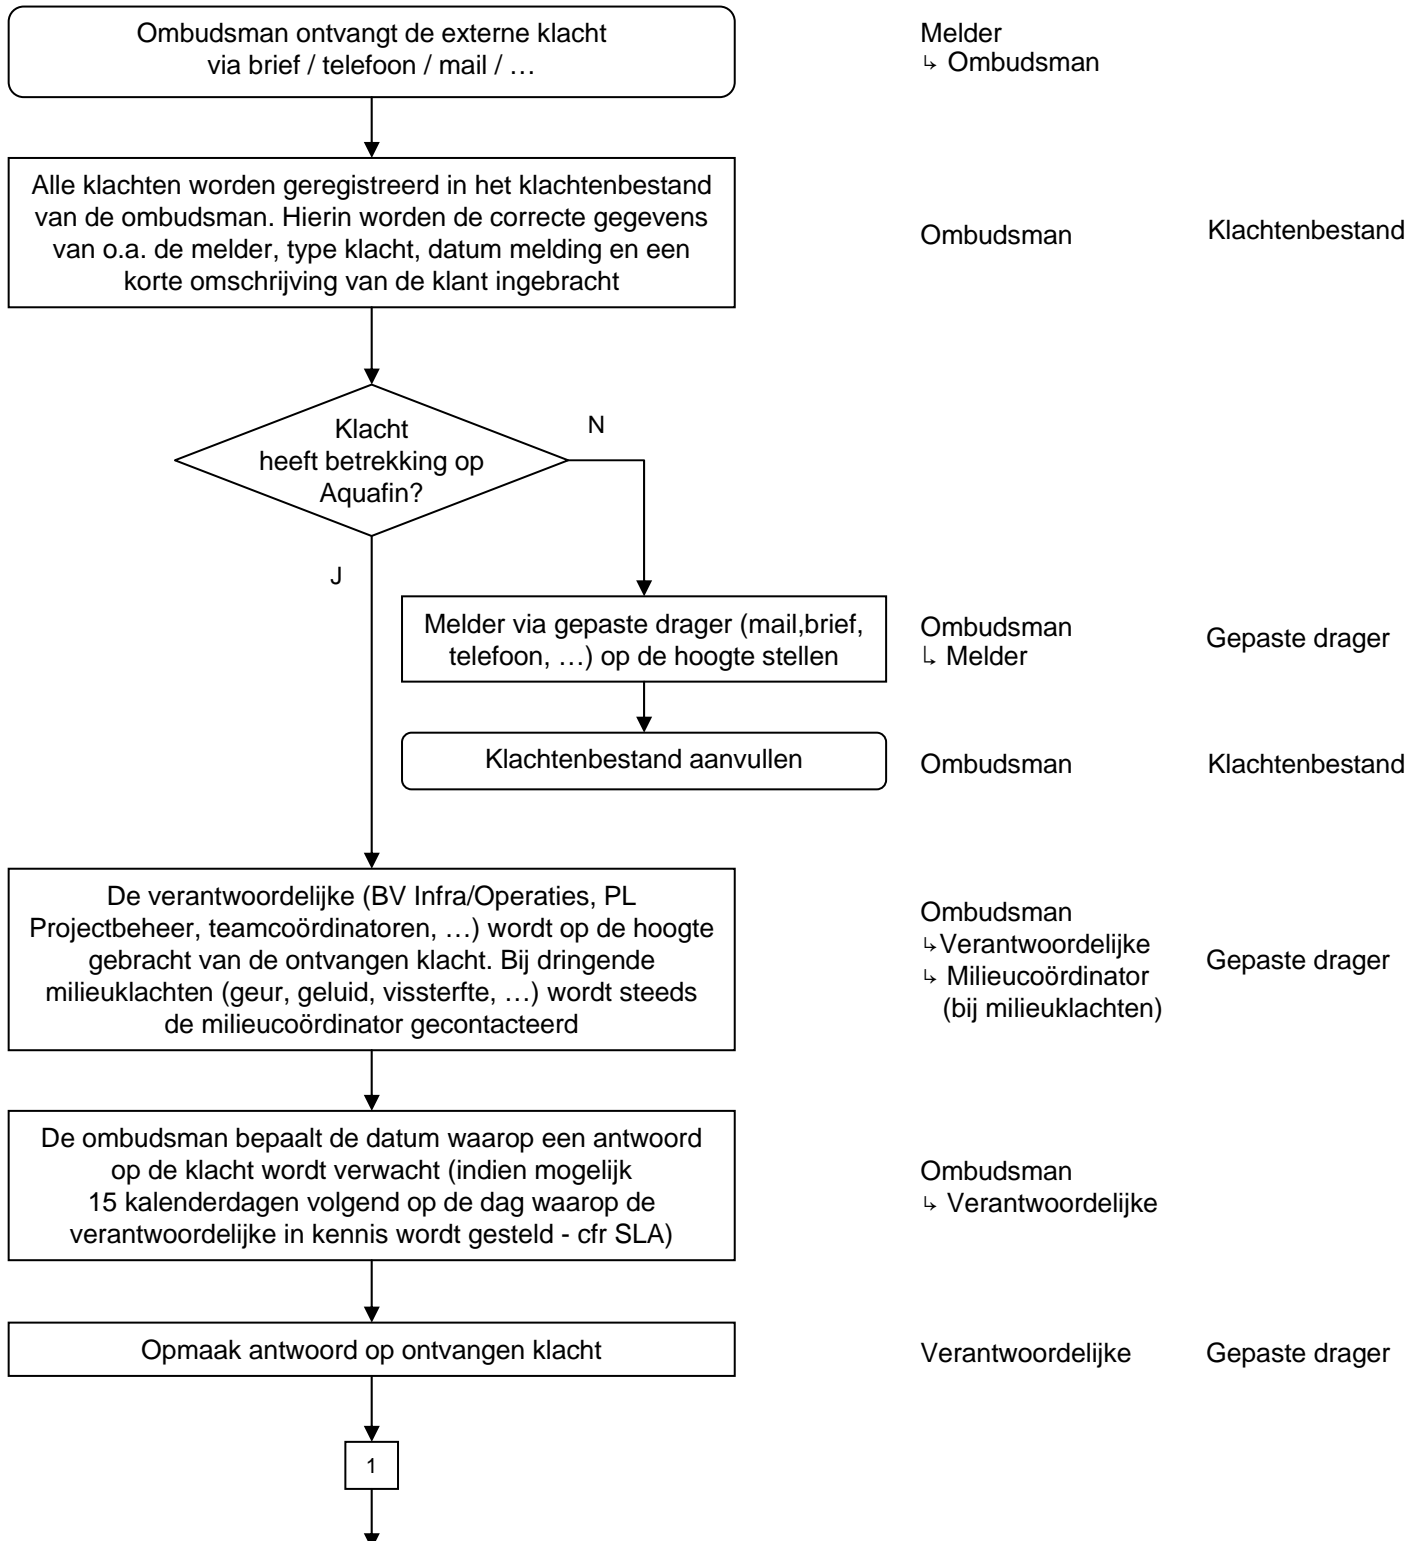 Ombudsman ontvangt de externe klacht
via brief / telefoon / mail / …
Melder
↳ Ombudsman
Alle klachten worden geregistreerd in het klachtenbestand
van de ombudsman. Hierin worden de correcte gegevens
van o.a. de melder, type klacht, datum melding en een
korte omschrijving van de klant ingebracht
Ombudsman
Klachtenbestand
Klacht
heeft betrekking op
Aquafin?
N
J
Melder via gepaste drager (mail,brief,
telefoon, …) op de hoogte stellen
Ombudsman
↳ Melder
Gepaste drager
Klachtenbestand aanvullen
Ombudsman
Klachtenbestand
De verantwoordelijke (BV Infra/Operaties, PL
Projectbeheer, teamcoördinatoren, …) wordt op de hoogte
gebracht van de ontvangen klacht. Bij dringende
milieuklachten (geur, geluid, vissterfte, …) wordt steeds
de milieucoördinator gecontacteerd
Ombudsman
↳Verantwoordelijke
↳ Milieucoördinator
(bij milieuklachten)
Gepaste drager
De ombudsman bepaalt de datum waarop een antwoord
op de klacht wordt verwacht (indien mogelijk
15 kalenderdagen volgend op de dag waarop de
verantwoordelijke in kennis wordt gesteld - cfr SLA)
Ombudsman
↳ Verantwoordelijke
Opmaak antwoord op ontvangen klacht
Verantwoordelijke
Gepaste drager
1